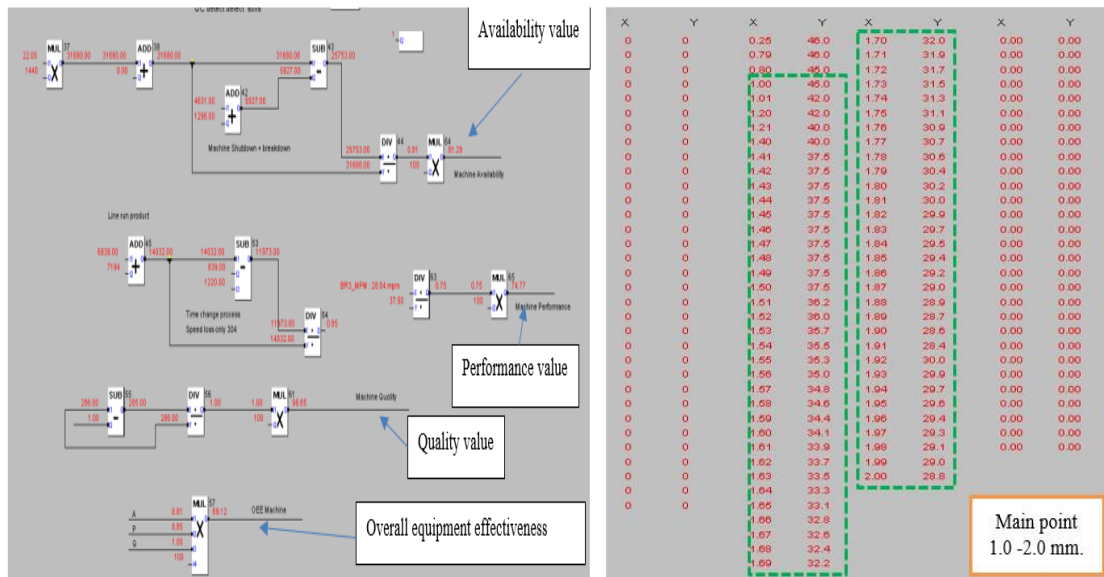 QC detect defect
Availability value
MUL 37
22.00 31680.00
1440
ADD 38
31680.00 31680.00
0.00
SUB 43
31680.00 25753.00
5927.00
ADD 42
4631.00 5927.00
1296.00
Machine Shutdown + breakdown
DIV 44
25753.00 0.81
31680.00
MUL 64
81.29
100
Machine Availability
Line run product
ADD 45
6838.00 14032.00
7194
SUB 53
14032.00 11973.00
839.00
1220.00
Time change process
Speed loss only 304
DIV 54
11973.00 0.85
14032.00
DIV 63
BR3_MPM : 28.04 mpm 0.75
37.50
MUL 65
0.75 74.77
100
Machine Performance
Performance value
SUB 55
286.00 285.00
1.00
DIV 56
1.00
286.00
MUL 61
1.00 99.65
100
Machine Quality
Quality value
MUL 57
A 0.81 69.12
P 0.85
Q 1.00
100
OEE Machine
Overall equipment effectiveness
X Y X Y X Y X Y
0 0 0.25 46.0 1.70 32.0 0.00 0.00
0 0 0.79 46.0 1.71 31.9 0.00 0.00
0 0 0.80 45.0 1.72 31.7 0.00 0.00
0 0 1.00 45.0 1.73 31.5 0.00 0.00
0 0 1.01 42.0 1.74 31.3 0.00 0.00
0 0 1.20 42.0 1.75 31.1 0.00 0.00
0 0 1.21 40.0 1.76 30.9 0.00 0.00
0 0 1.40 40.0 1.77 30.7 0.00 0.00
0 0 1.41 37.5 1.78 30.6 0.00 0.00
0 0 1.42 37.5 1.79 30.4 0.00 0.00
0 0 1.43 37.5 1.80 30.2 0.00 0.00
0 0 1.44 37.5 1.81 30.0 0.00 0.00
0 0 1.45 37.5 1.82 29.9 0.00 0.00
0 0 1.46 37.5 1.83 29.7 0.00 0.00
0 0 1.47 37.5 1.84 29.5 0.00 0.00
0 0 1.48 37.5 1.85 29.4 0.00 0.00
0 0 1.49 37.5 1.86 29.2 0.00 0.00
0 0 1.50 37.5 1.87 29.0 0.00 0.00
0 0 1.51 36.2 1.88 28.9 0.00 0.00
0 0 1.52 36.0 1.89 28.7 0.00 0.00
0 0 1.53 35.7 1.90 28.6 0.00 0.00
0 0 1.54 35.5 1.91 28.4 0.00 0.00
0 0 1.55 35.3 1.92 30.0 0.00 0.00
0 0 1.56 35.0 1.93 29.9 0.00 0.00
0 0 1.57 34.8 1.94 29.7 0.00 0.00
0 0 1.58 34.6 1.95 29.6 0.00 0.00
0 0 1.59 34.4 1.96 29.4 0.00 0.00
0 0 1.60 34.1 1.97 29.3 0.00 0.00
0 0 1.61 33.9 1.98 29.1 0.00 0.00
0 0 1.62 33.7 1.99 29.0
0 0 1.63 33.5 2.00 28.8
0 0 1.64 33.3
0 0 1.65 33.1
1.66 32.8
1.67 32.6
1.68 32.4
1.69 32.2
Main point
1.0 -2.0 mm.